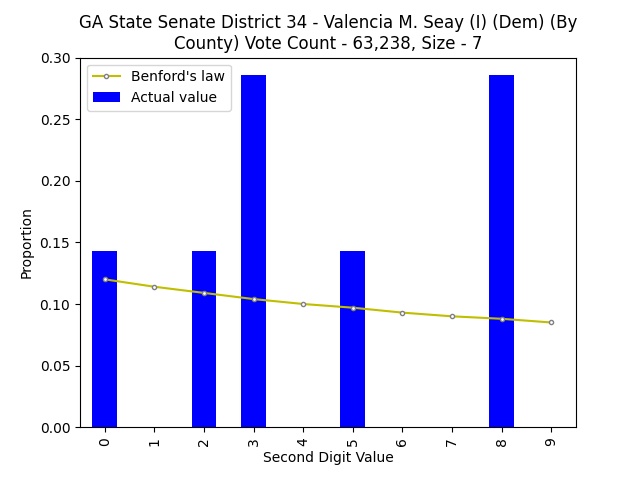 GA State Senate District 34 - Valencia M. Seay (I) (Dem) (By
County) Vote Count - 63,238, Size - 7
Benford's law
Actual value
0.30
0.25
0.20
0.15
0.10
0.05
0.00
Proportion
0 1 2 3 4 5 6 7 8 9
Second Digit Value